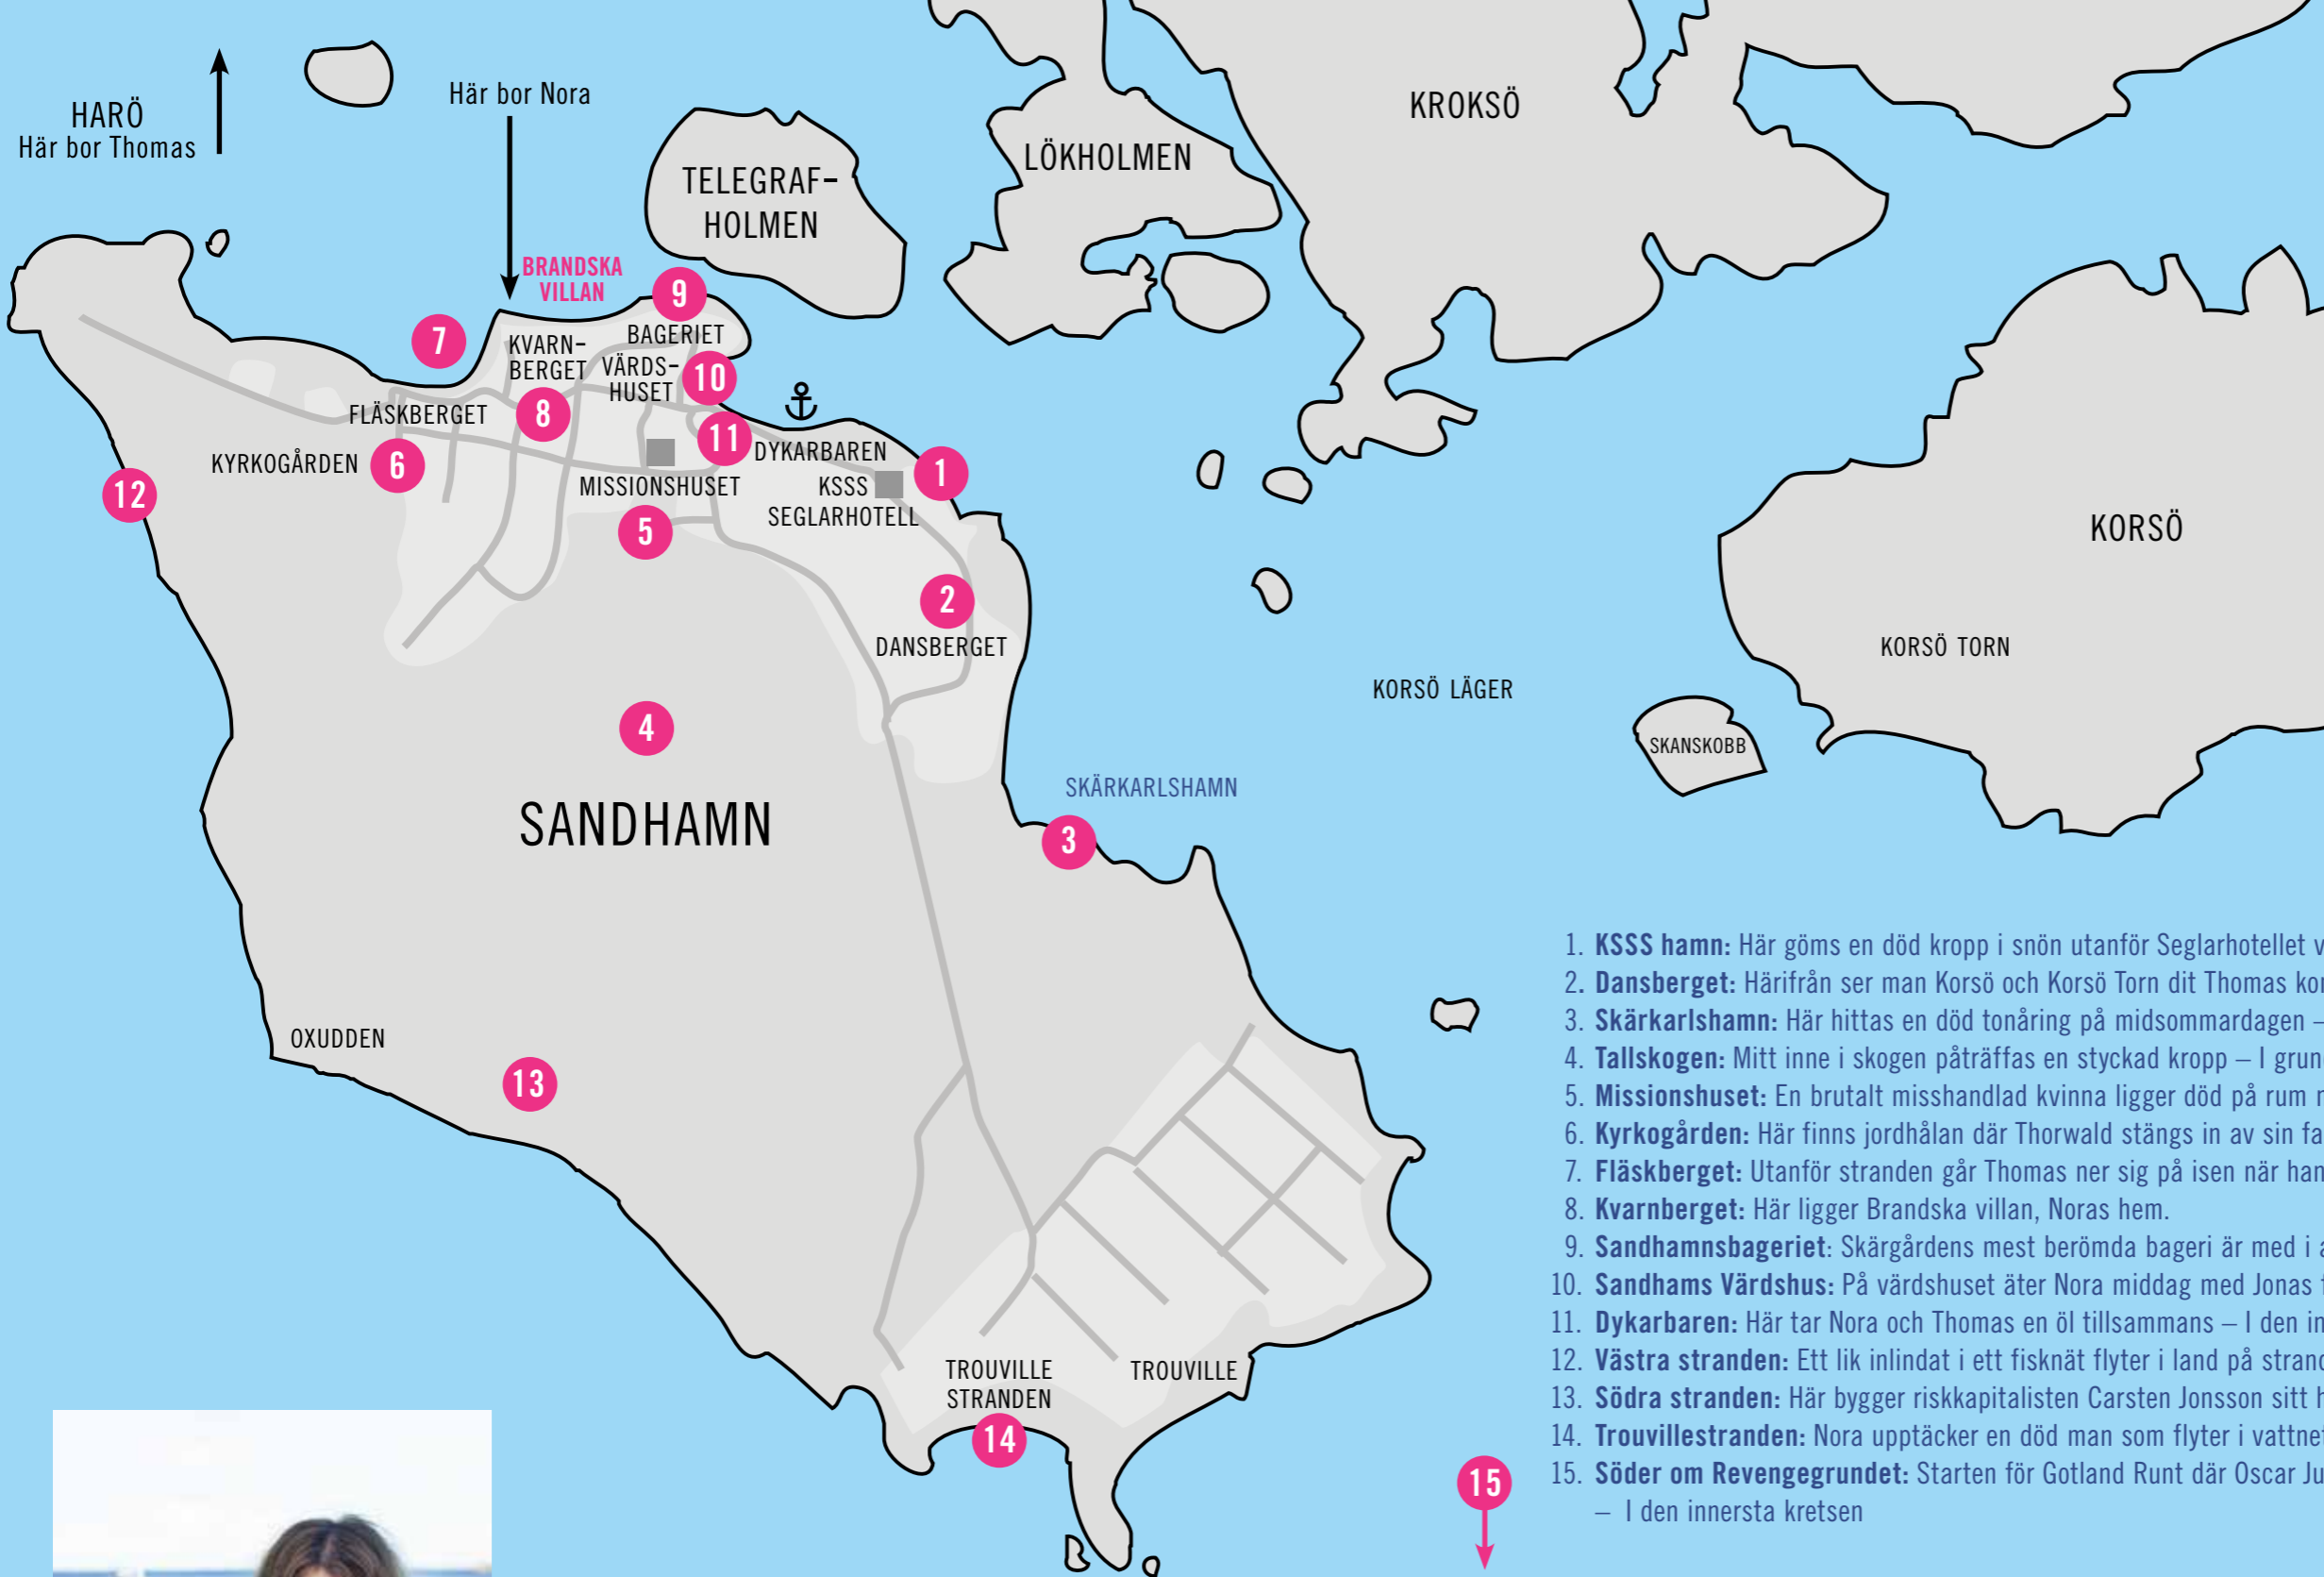 HARÖ
Här bor Thomas
Här bor Nora
TELEGRAF-
HOLMEN
LÖKHOLMEN
KROKSÖ
BRANDSKA
VILLAN
9
7
KVARN-
BERGET
BAGERIET
VÄRDS-
HUSET
10
FLÄSKBERGET
8
11
DYKARBAREN
KYRKOGÅRDEN
6
12
MISSIONSHUSET
5
KSSS
SEGLARHOTELL
1
2
DANSBERGET
KORSÖ
KORSÖ TORN
KORSÖ LÄGER
SKANSKOBB
4
SANDHAMN
SKÄRKARLSHAMN
3
OXUDDEN
13
TROUVILLE
STRANDEN
TROUVILLE
14
15
1. KSSS hamn: Här göms en död kropp i snön utanför Seglarhotellet
2. Dansberget: Härifrån ser man Korsö och Korsö Torn dit Thomas
3. Skärkarlshamn: Här hittas en död tonåring på midsommardagen –
4. Tallskogen: Mitt inne i skogen påträffas en styckad kropp – I
5. Missionshuset: En brutalt misshandlad kvinna ligger död på rum
6. Kyrkogården: Här finns jordhålan där Thorwald stängs in av sin
7. Fläskberget: Utanför stranden går Thomas ner sig på isen när han
8. Kvarnberget: Här ligger Brandska villan, Noras hem.
9. Sandhamnsbageriet: Skärgårdens mest berömda bageri är med i
10. Sandhams Värdshus: På värdshuset äter Nora middag med Jonas
11. Dykarbaren: Här tar Nora och Thomas en öl tillsammans – I den
12. Västra stranden: Ett lik inlindat i ett fisknät flyter i land på
13. Södra stranden: Här bygger riskkapitalisten Carsten Jonsson sitt
14. Trouvillestranden: Nora upptäcker en död man som flyter i
15. Söder om Revengegrundet: Starten för Gotland Runt där Oscar
– I den innersta kretsen